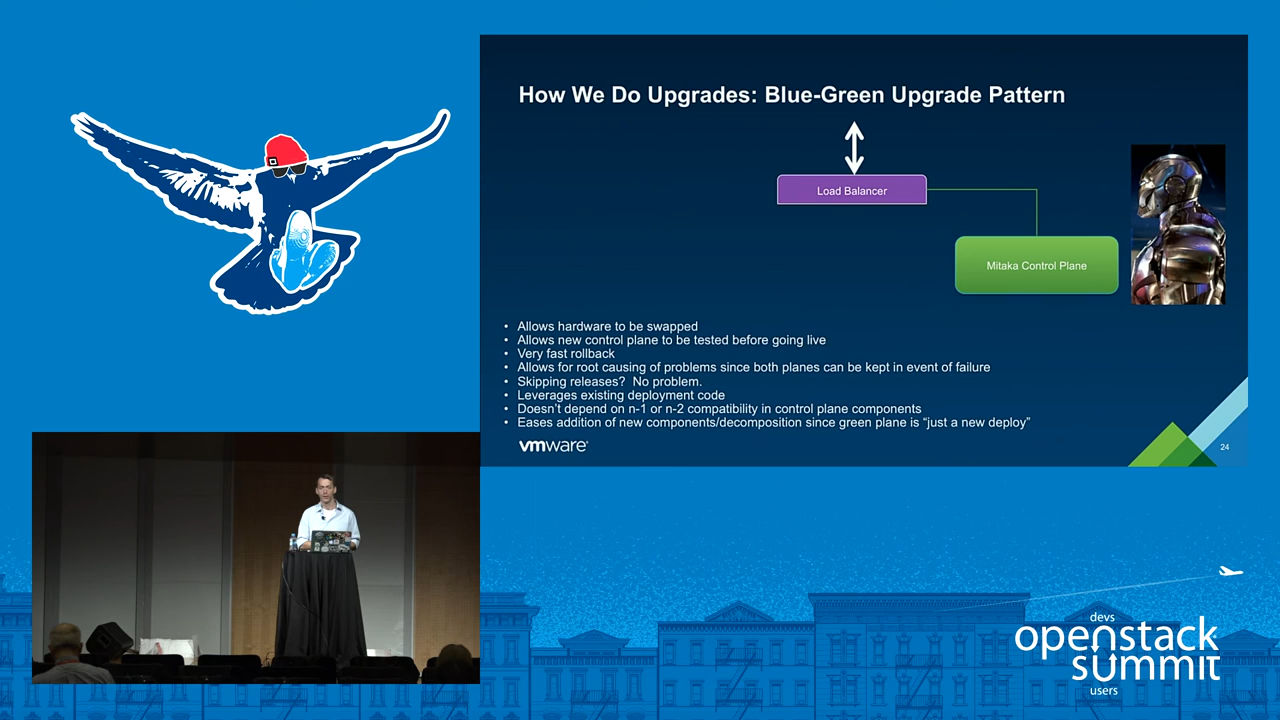 How We Do Upgrades: Blue-Green Upgrade Pattern
Load Balancer
Mitaka Control Plane
• Allows hardware to be swapped
• Allows new control plane to be tested before going live
• Very fast rollback
• Allows for root causing of problems since both planes can be kept in event of failure
• Skipping releases?  No problem.
• Leverages existing deployment code
• Doesn't depend on n-1 or n-2 compatibility in control plane components
• Eases addition of new components/decomposition since green plane is “just a new deploy”
vmware®
24
devs
openstack
summit
users